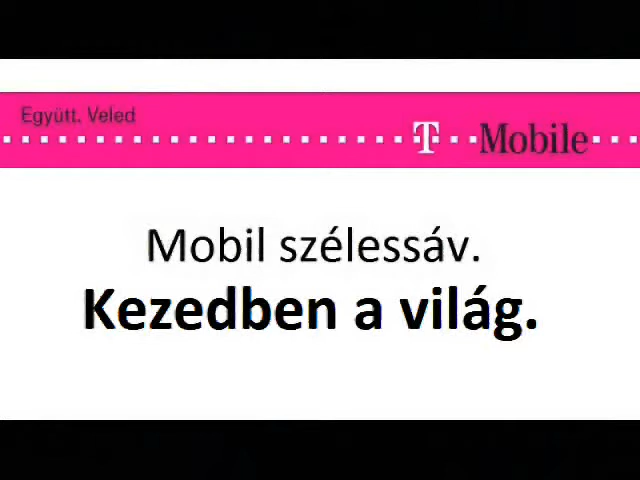 Együtt. Veled
T Mobile
Mobil szélessáv.
Kezedben a világ.